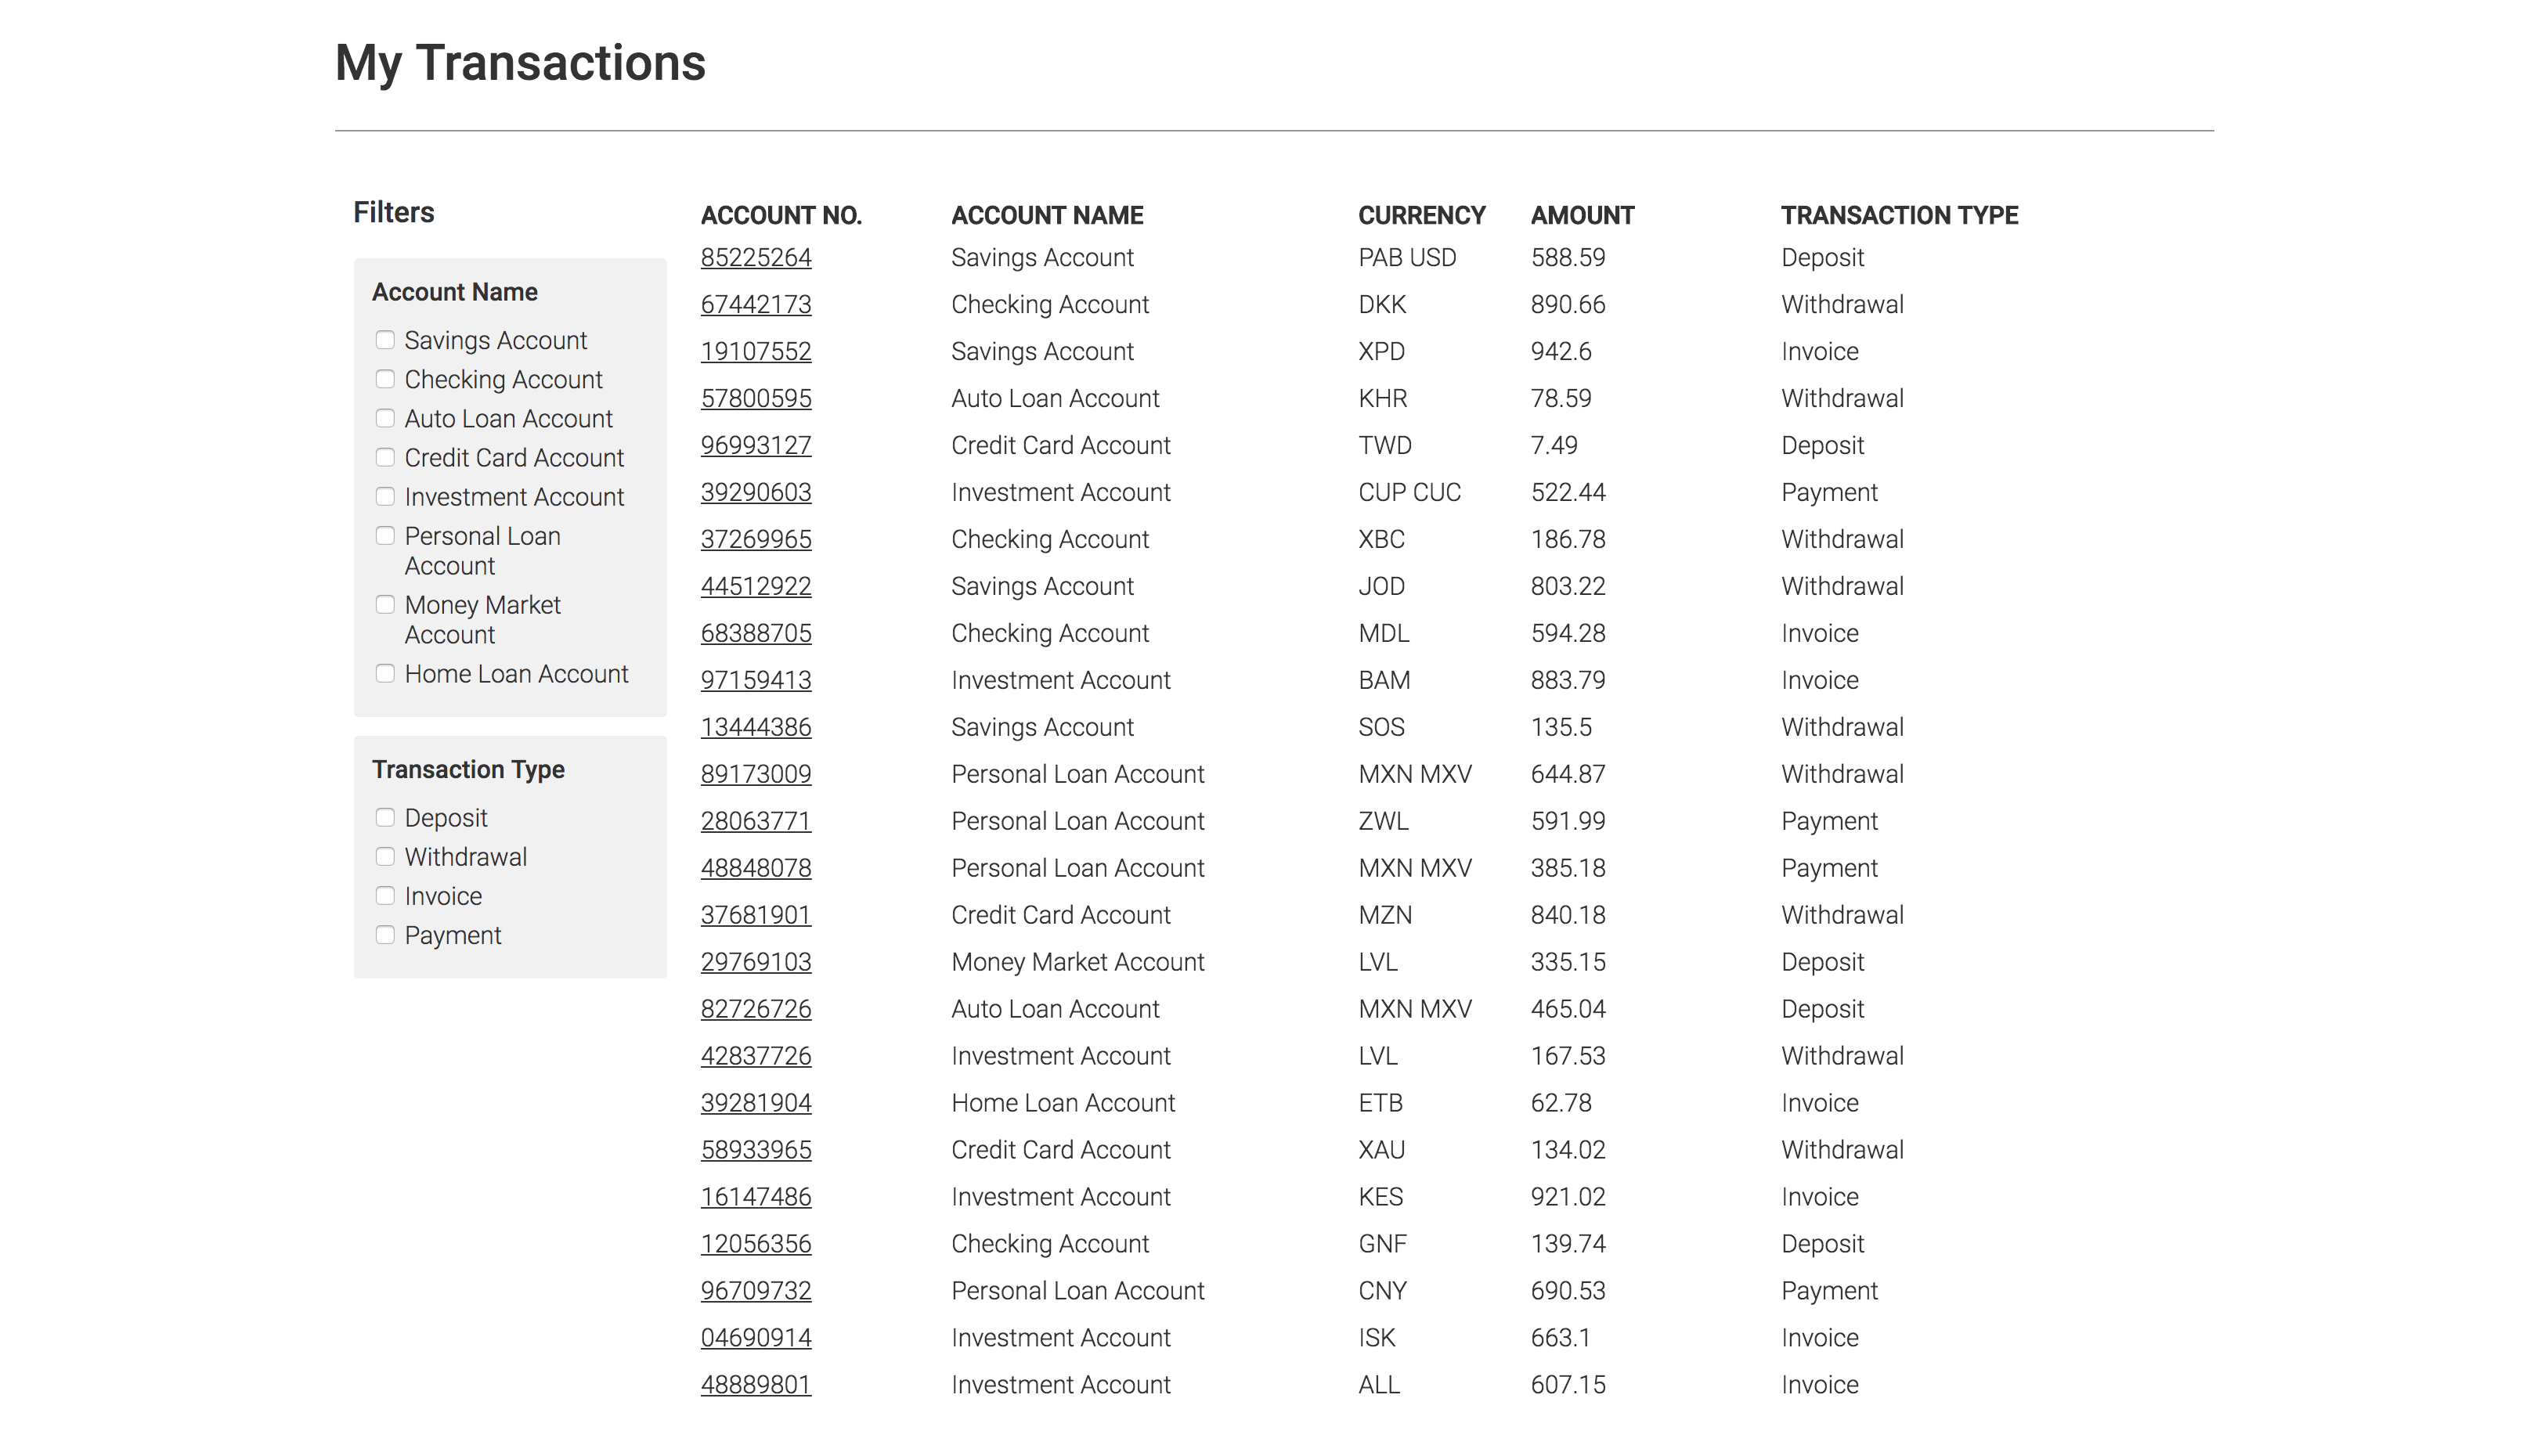 My Transactions
Filters
Account Name
Savings Account
Checking Account
Auto Loan Account
Credit Card Account
Investment Account
Personal Loan
Account
Money Market
Account
Home Loan Account
Transaction Type
Deposit
Withdrawal
Invoice
Payment
ACCOUNT NO. ACCOUNT NAME CURRENCY AMOUNT TRANSACTION TYPE
85225264 Savings Account PAB USD 588.59 Deposit
67442173 Checking Account DKK 890.66 Withdrawal
19107552 Savings Account XPD 942.6 Invoice
57800595 Auto Loan Account KHR 78.59 Withdrawal
96993127 Credit Card Account TWD 7.49 Deposit
39290603 Investment Account CUP CUC 522.44 Payment
37269965 Checking Account XBC 186.78 Withdrawal
44512922 Savings Account JOD 803.22 Withdrawal
68388705 Checking Account MDL 594.28 Invoice
97159413 Investment Account BAM 883.79 Invoice
13444386 Savings Account SOS 135.5 Withdrawal
89173009 Personal Loan Account MXN MXV 644.87 Withdrawal
28063771 Personal Loan Account ZWL 591.99 Payment
48848078 Personal Loan Account MXN MXV 385.18 Payment
37681901 Credit Card Account MZN 840.18 Withdrawal
29769103 Money Market Account LVL 335.15 Deposit
82726726 Auto Loan Account MXN MXV 465.04 Deposit
42837726 Investment Account LVL 167.53 Withdrawal
39281904 Home Loan Account ETB 62.78 Invoice
58933965 Credit Card Account XAU 134.02 Withdrawal
16147486 Investment Account KES 921.02 Invoice
12056356 Checking Account GNF 139.74 Deposit
96709732 Personal Loan Account CNY 690.53 Payment
04690914 Investment Account ISK 663.1 Invoice
48889801 Investment Account ALL 607.15 Invoice